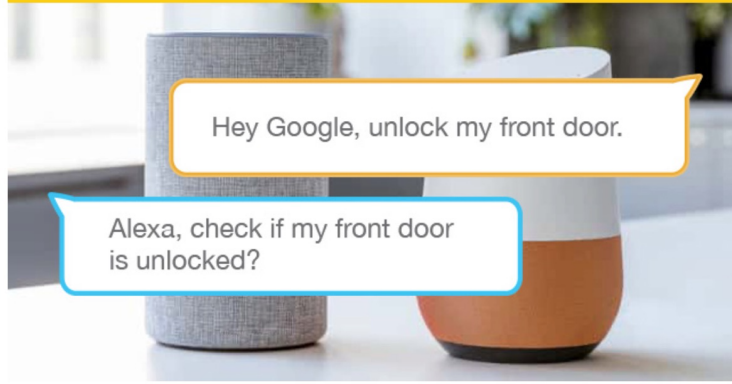 Hey Google, unlock my front door.
Alexa, check if my front door
is unlocked?